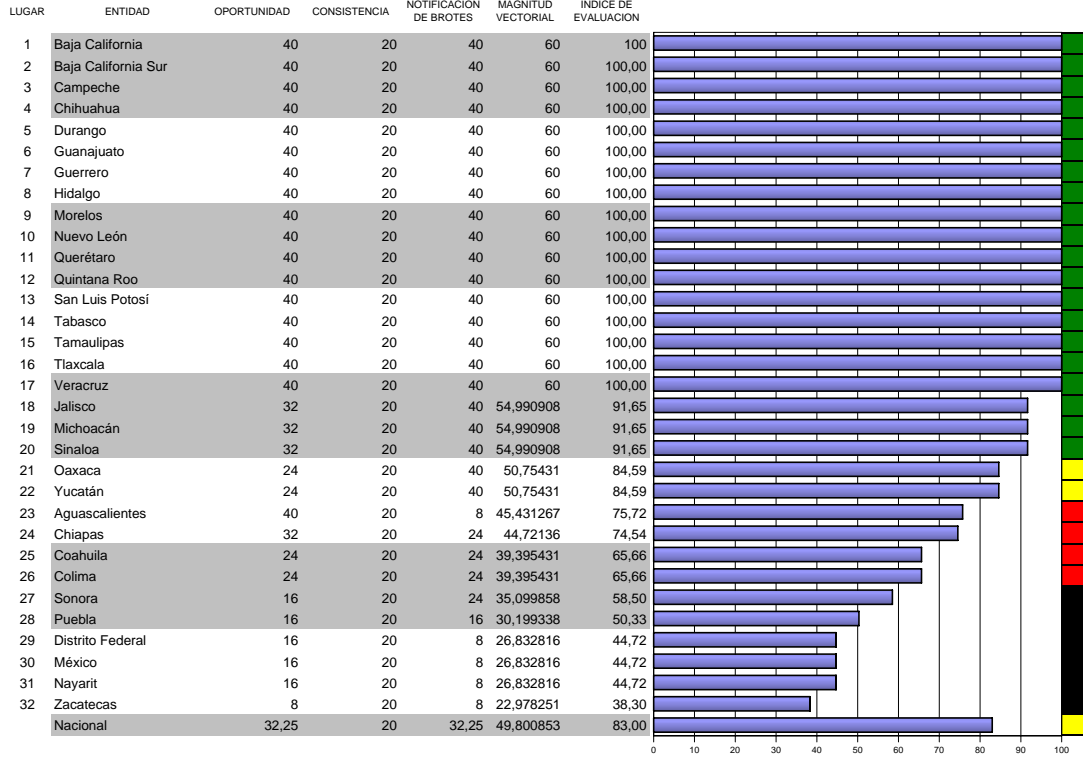 LUGAR ENTIDAD OPORTUNIDAD CONSISTENCIA NOTIFICACION DE BROTES MAGNITUD VECTORIAL INDICE DE EVALUACION
1 Baja California 40 20 40 60 100
2 Baja California Sur 40 20 40 60 100,00
3 Campeche 40 20 40 60 100,00
4 Chihuahua 40 20 40 60 100,00
5 Durango 40 20 40 60 100,00
6 Guanajuato 40 20 40 60 100,00
7 Guerrero 40 20 40 60 100,00
8 Hidalgo 40 20 40 60 100,00
9 Morelos 40 20 40 60 100,00
10 Nuevo León 40 20 40 60 100,00
11 Querétaro 40 20 40 60 100,00
12 Quintana Roo 40 20 40 60 100,00
13 San Luis Potosí 40 20 40 60 100,00
14 Tabasco 40 20 40 60 100,00
15 Tamaulipas 40 20 40 60 100,00
16 Tlaxcala 40 20 40 60 100,00
17 Veracruz 40 20 40 60 100,00
18 Jalisco 32 20 40 54,990908 91,65
19 Michoacán 32 20 40 54,990908 91,65
20 Sinaloa 32 20 40 54,990908 91,65
21 Oaxaca 24 20 40 50,75431 84,59
22 Yucatán 24 20 40 50,75431 84,59
23 Aguascalientes 40 20 8 45,431267 75,72
24 Chiapas 32 20 24 44,72136 74,54
25 Coahuila 24 20 24 39,395431 65,66
26 Colima 24 20 24 39,395431 65,66
27 Sonora 16 20 24 35,099858 58,50
28 Puebla 16 20 16 30,199338 50,33
29 Distrito Federal 16 20 8 26,832816 44,72
30 México 16 20 8 26,832816 44,72
31 Nayarit 16 20 8 26,832816 44,72
32 Zacatecas 8 20 8 22,978251 38,30
Nacional 32,25 20 32,25 49,800853 83,00
0 10 20 30 40 50 60 70 80 90 100